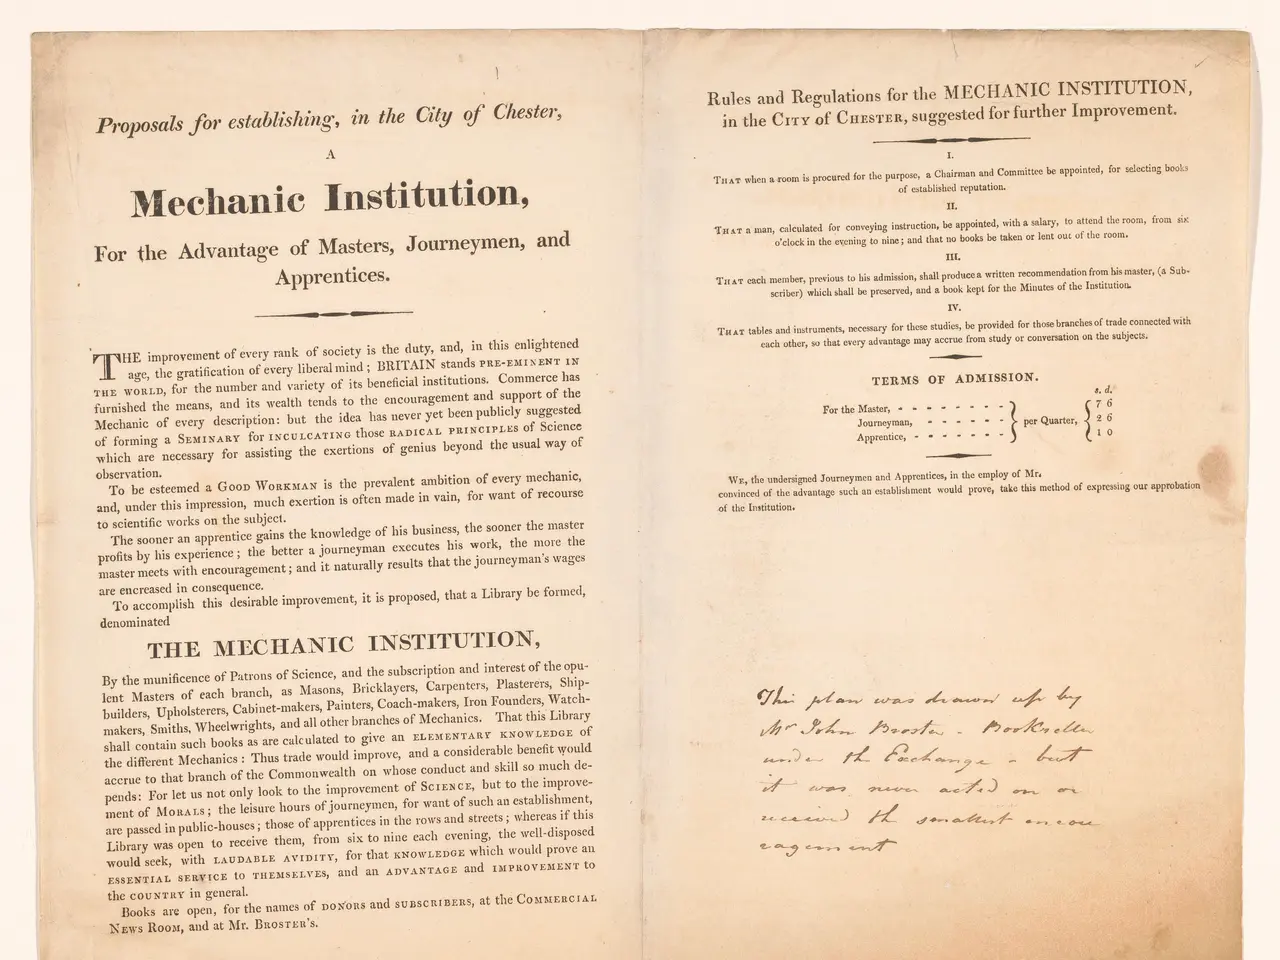 Proposals for establishing, in the City of Chester,
A
Mechanic Institution,
For the Advantage of Masters, Journeymen, and
Apprentices.
THE improvement of every rank of society is the duty, and, in this enlightened
age, the gratification of every liberal mind; BRITAIN stands PRE-EMINENT IN
THE WORLD, for the number and variety of its beneficial institutions. Commerce has
furnished the means, and its wealth tends to the encouragement and support of the
Mechanic of every description: but the idea has never yet been publicly suggested
of forming a SEMINARY for INCULCATING those RADICAL PRINCIPLES of Science
which are necessary for assisting the exertions of genius beyond the usual way of
observation.
To be esteemed a GOOD WORKMAN is the prevalent ambition of every mechanic,
and, under this impression, much exertion is often made in vain, for want of recourse
to scientific works on the subject.
The sooner an apprentice gains the knowledge of his business, the sooner the master
profits by his experience; the better a journeyman executes his work, the more the
master meets with encouragement; and it naturally results that the journeyman's wages
are encreased in consequence.
To accomplish this desirable improvement, it is proposed, that a Library be formed,
denominated
THE MECHANIC INSTITUTION,
By the munificence of Patrons of Science, and the subscription and interest of the opu-
lent Masters of each branch, as Masons, Bricklayers, Carpenters, Plasterers, Ship-
builders, Upholsterers, Cabinet-makers, Painters, Coach-makers, Iron Founders, Watch-
makers, Smiths, Wheelwrights, and all other branches of Mechanics. That this Library
shall contain such books as are calculated to give an ELEMENTARY KNOWLEDGE of
the different Mechanics: Thus trade would improve, and a considerable benefit would
accrue to that branch of the Commonwealth on whose conduct and skill so much de-
pends: For let us not only look to the improvement of SCIENCE, but to the improve-
ment of MORALS; the leisure hours of journeymen, for want of such an establishment,
are passed in public-houses; those of apprentices in the rows and streets; whereas if this
Library was open to receive them, from six to nine each evening, the well-disposed
would seek, with LAUDABLE AVIDITY, for that KNOWLEDGE which would prove an
ESSENTIAL SERVICE to THEMSELVES, and an ADVANTAGE and IMPROVEMENT to
the COUNTRY in general.
Books are open, for the names of DONORS and SUBSCRIBERS, at the COMMERCIAL
NEWS ROOM, and at Mr. BROSTER'S.
Rules and Regulations for the MECHANIC INSTITUTION,
in the CITY of CHESTER, suggested for further Improvement.
I.
THAT when a room is procured for the purpose, a Chairman and Committee be appointed, for selecting books
of established reputation.
II.
THAT a man, calculated for conveying instruction, be appointed, with a salary, to attend the room, from six
o'clock in the evening to nine; and that no books be taken or lent out of the room.
III.
THAT each member, previous to his admission, shall produce a written recommendation from his master, (a Sub-
scriber) which shall be preserved, and a book kept for the Minutes of the Institution.
IV.
THAT tables and instruments, necessary for these studies, be provided for those branches of trade connected with
each other, so that every advantage may accrue from study or conversation on the subjects.
TERMS OF ADMISSION.
s. d.
For the Master, - - - - - - - - 7 6
Journeyman, - - - - - - per Quarter, 2 6
Apprentice, - - - - - - - 1 0
WE, the undersigned Journeymen and Apprentices, in the employ of Mr.
convinced of the advantage such an establishment would prove, take this method of expressing our approbation
of the Institution.
This plan was drawn up by
Mr John Broster - Bookseller
under th Exchange - but
it was never acted on or
received th smallest encou
ragement